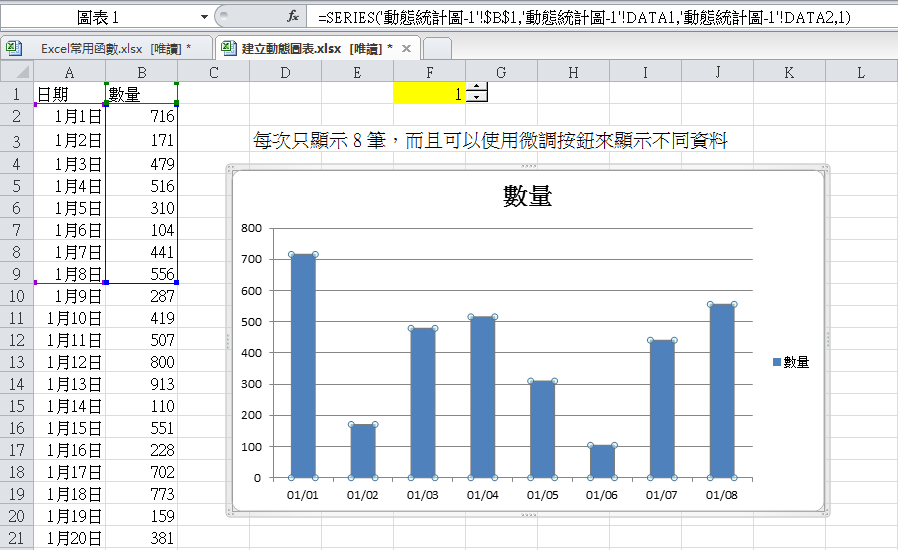 圖表 1 fx =SERIES('動態統計圖-1'!$B$1,'動態統計圖-1'!DATA1,'動態統計圖-1'!DATA2,1)
Excel常用函數.xlsx [唯讀] * 建立動態圖表.xlsx [唯讀] *
A B C D E F G H I J K L
1 日期 數量 1
2 1月1日 716
3 1月2日 171 每次只顯示 8 筆，而且可以使用微調按鈕來顯示不同資料
4 1月3日 479
5 1月4日 516
6 1月5日 310
7 1月6日 104
8 1月7日 441
9 1月8日 556
10 1月9日 287
11 1月10日 419
12 1月11日 507
13 1月12日 800
14 1月13日 913
15 1月14日 110
16 1月15日 551
17 1月16日 228
18 1月17日 702
19 1月18日 773
20 1月19日 159
21 1月20日 381
數量
800
700
600
500
400
300
200
100
0
01/01 01/02 01/03 01/04 01/05 01/06 01/07 01/08
數量